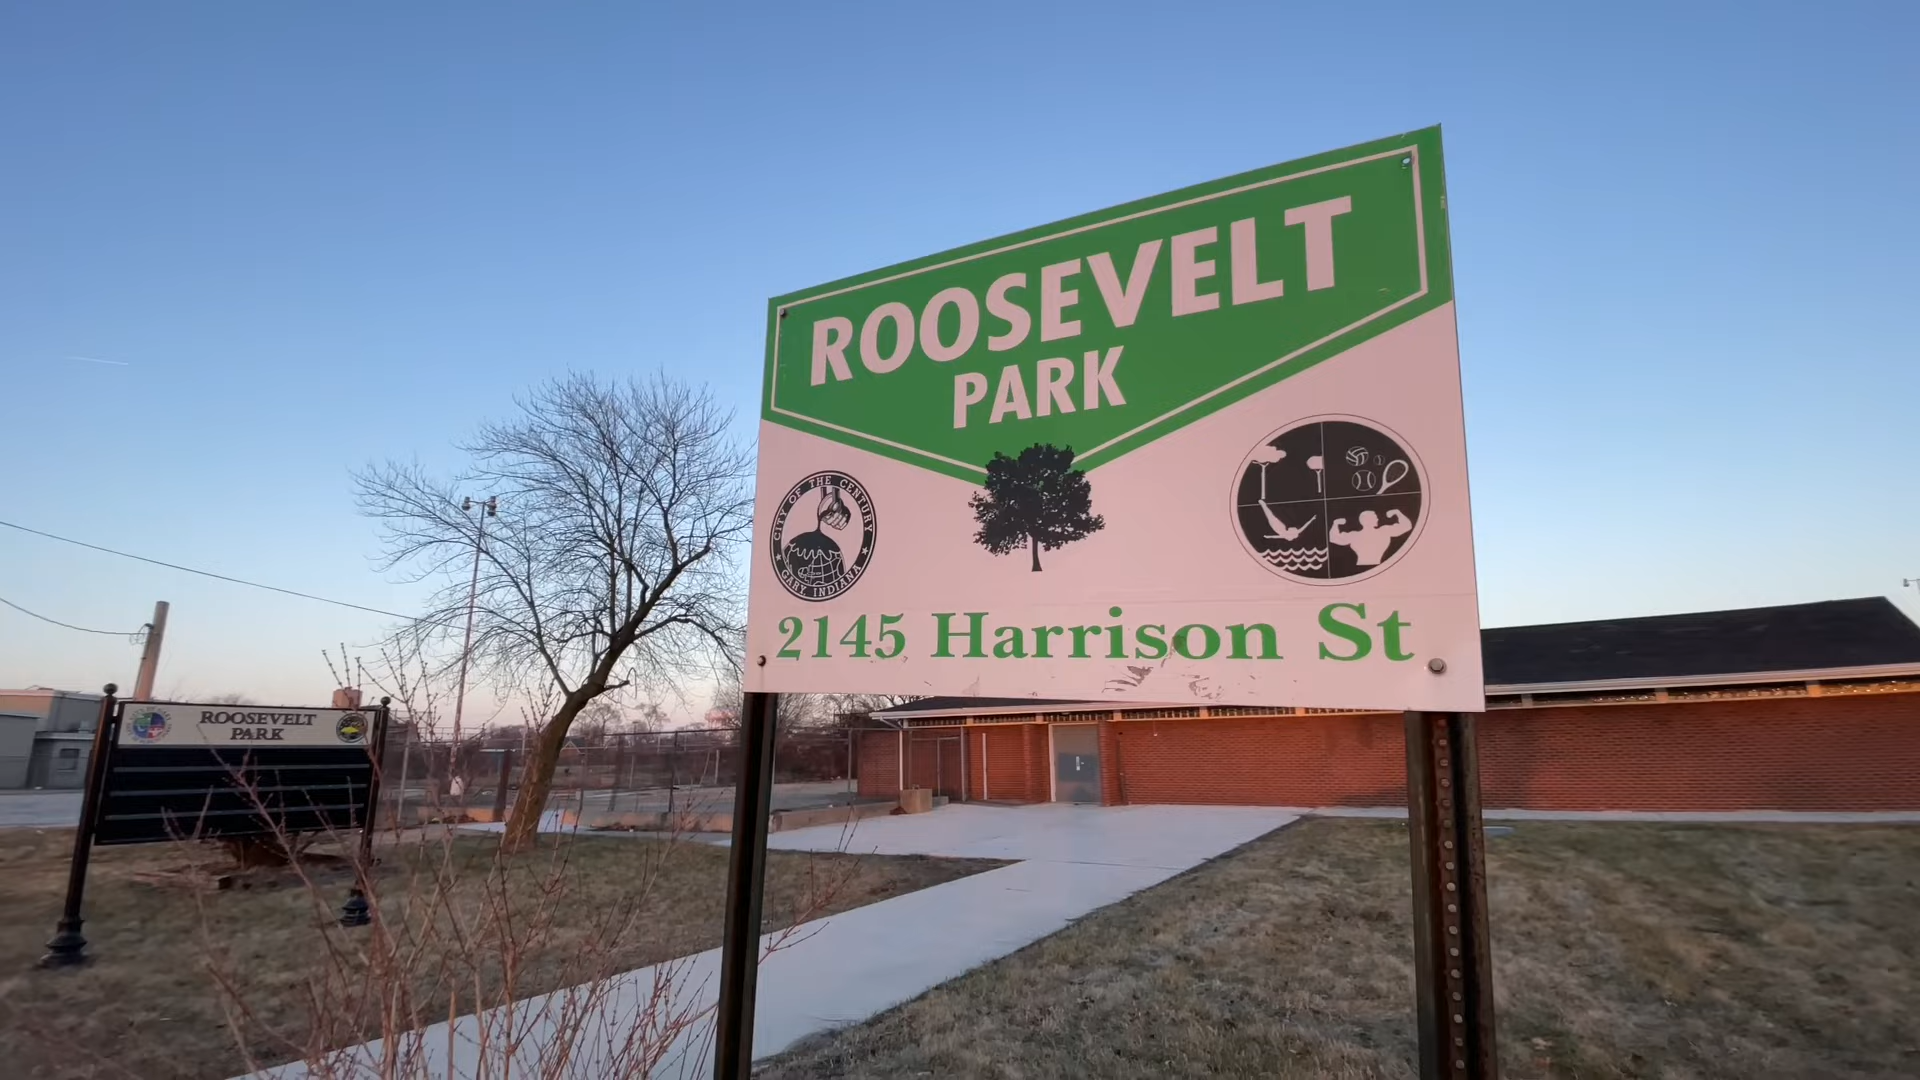 ROOSEVELT
PARK
CITY OF THE CENTURY
GARY INDIANA
2145 Harrison St
ROOSEVELT
PARK